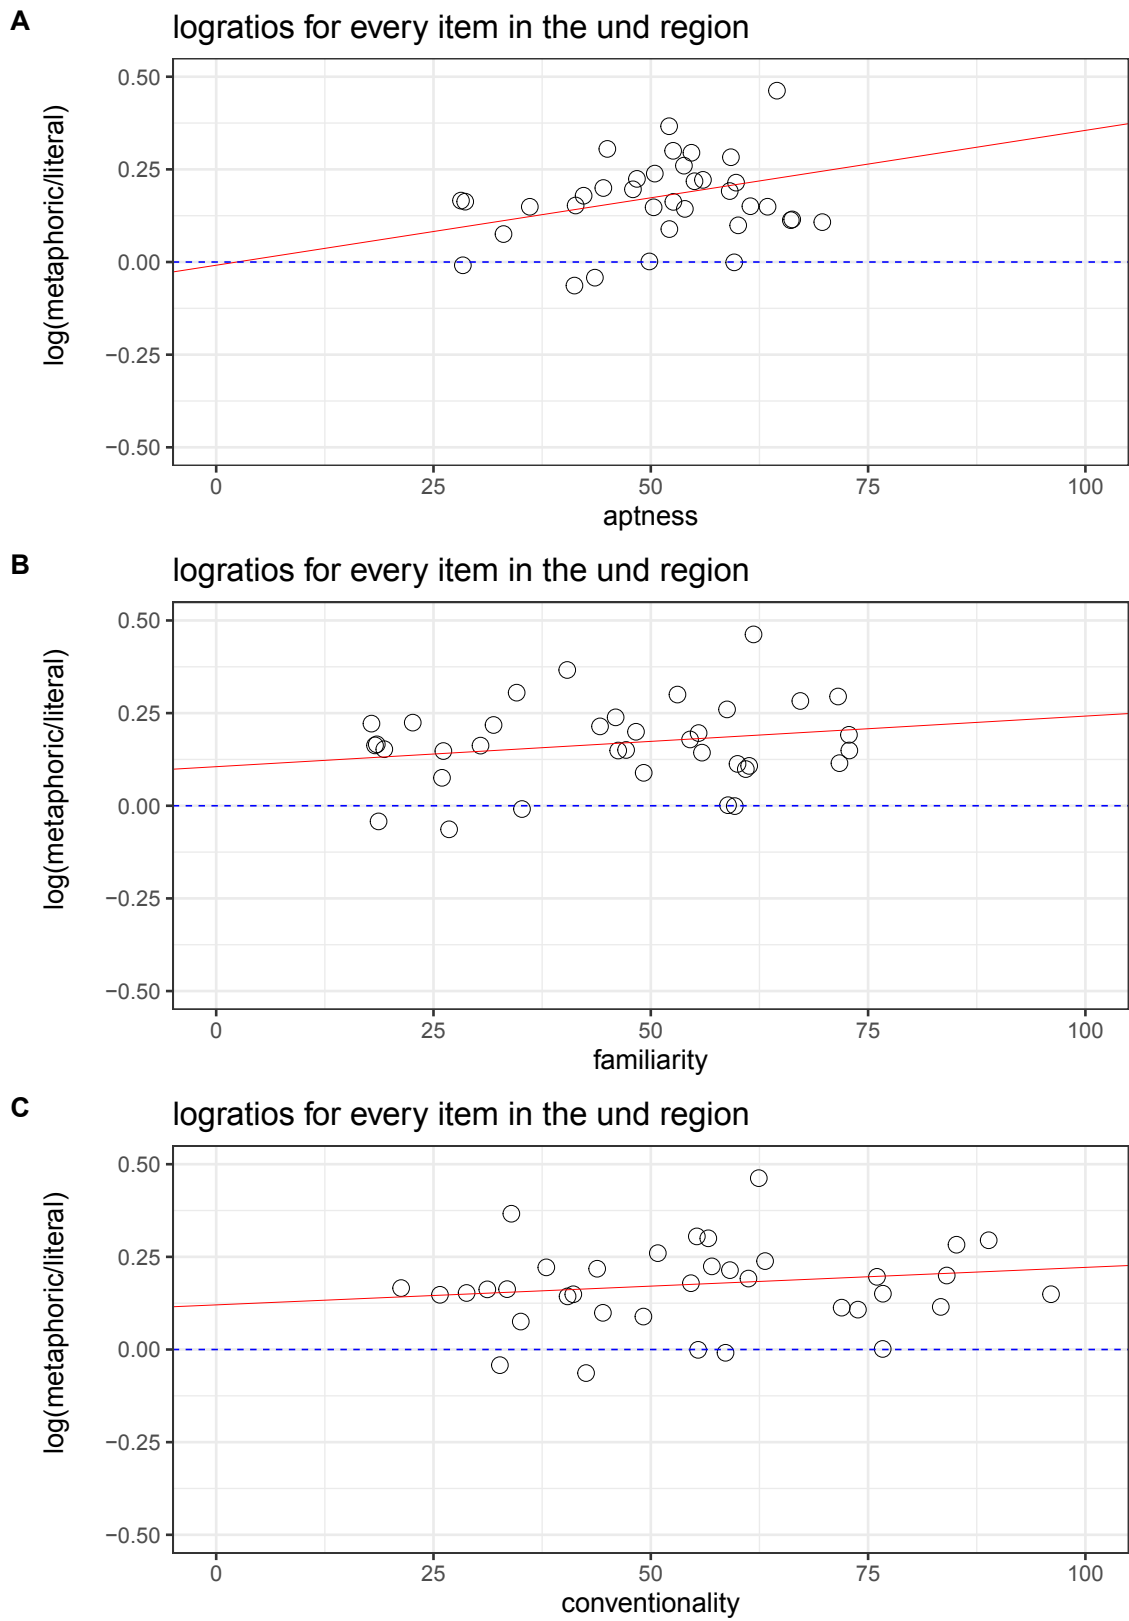 A
logratios for every item in the und region
log(metaphoric/literal)
0.50
0.25
0.00
−0.25
−0.50
0 25 50 75 100
aptness
B
logratios for every item in the und region
log(metaphoric/literal)
0.50
0.25
0.00
−0.25
−0.50
0 25 50 75 100
familiarity
C
logratios for every item in the und region
log(metaphoric/literal)
0.50
0.25
0.00
−0.25
−0.50
0 25 50 75 100
conventionality